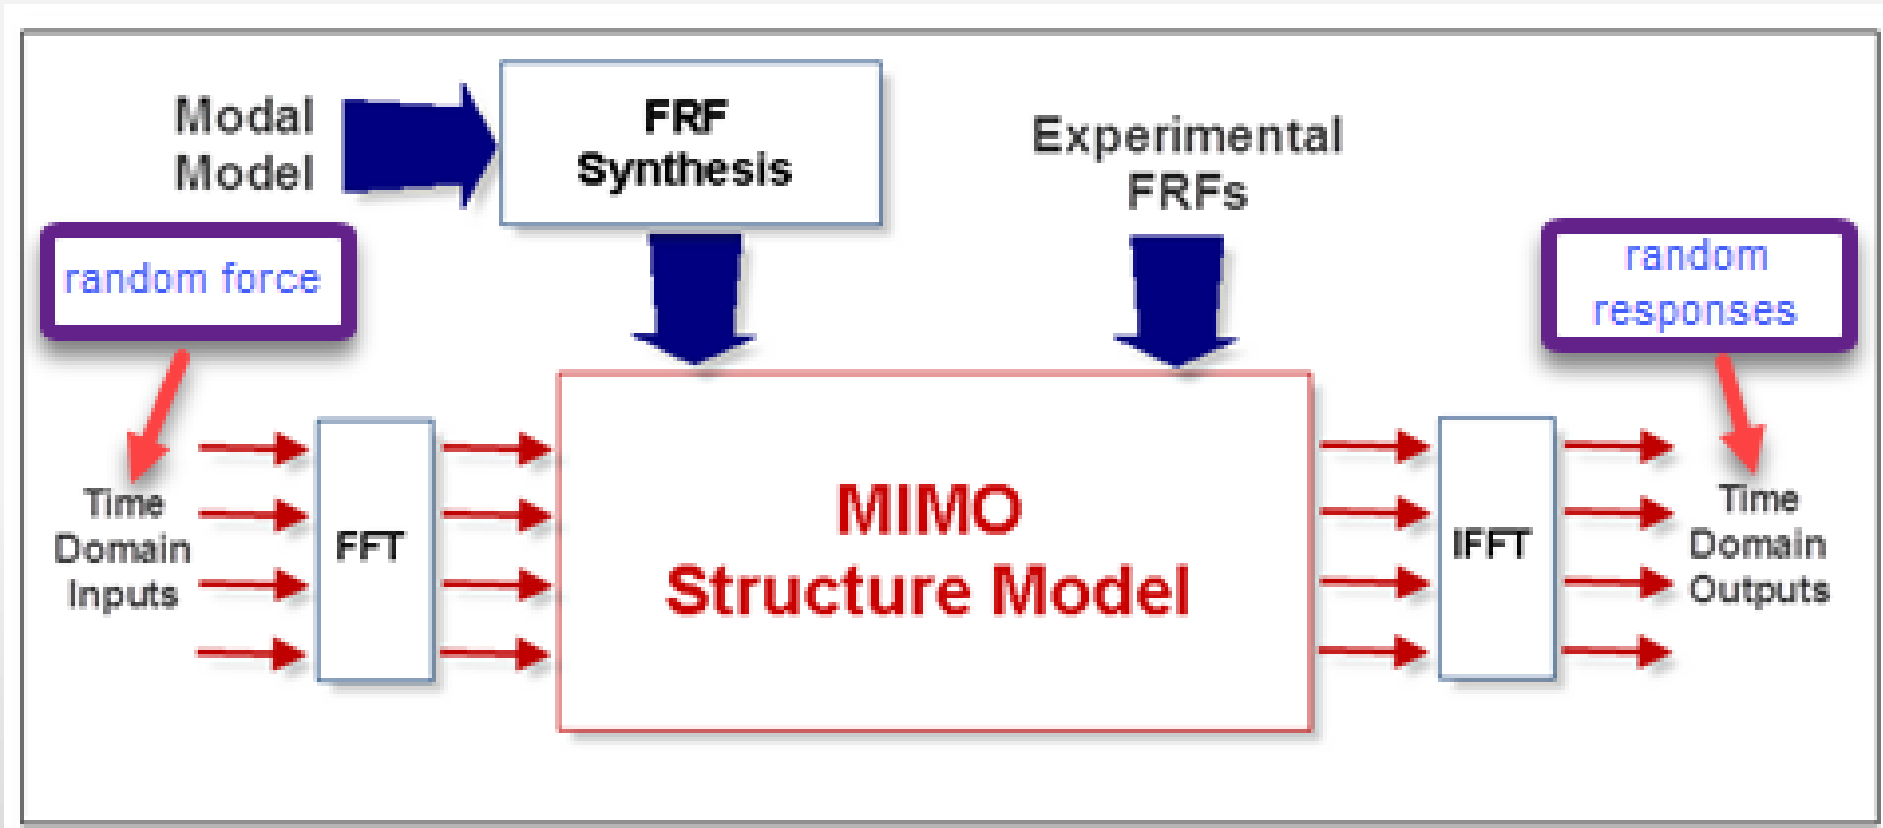 Modal
Model
FRF
Synthesis
Experimental
FRFs
random force
random
responses
Time
Domain
Inputs
FFT
MIMO
Structure Model
IFFT
Time
Domain
Outputs